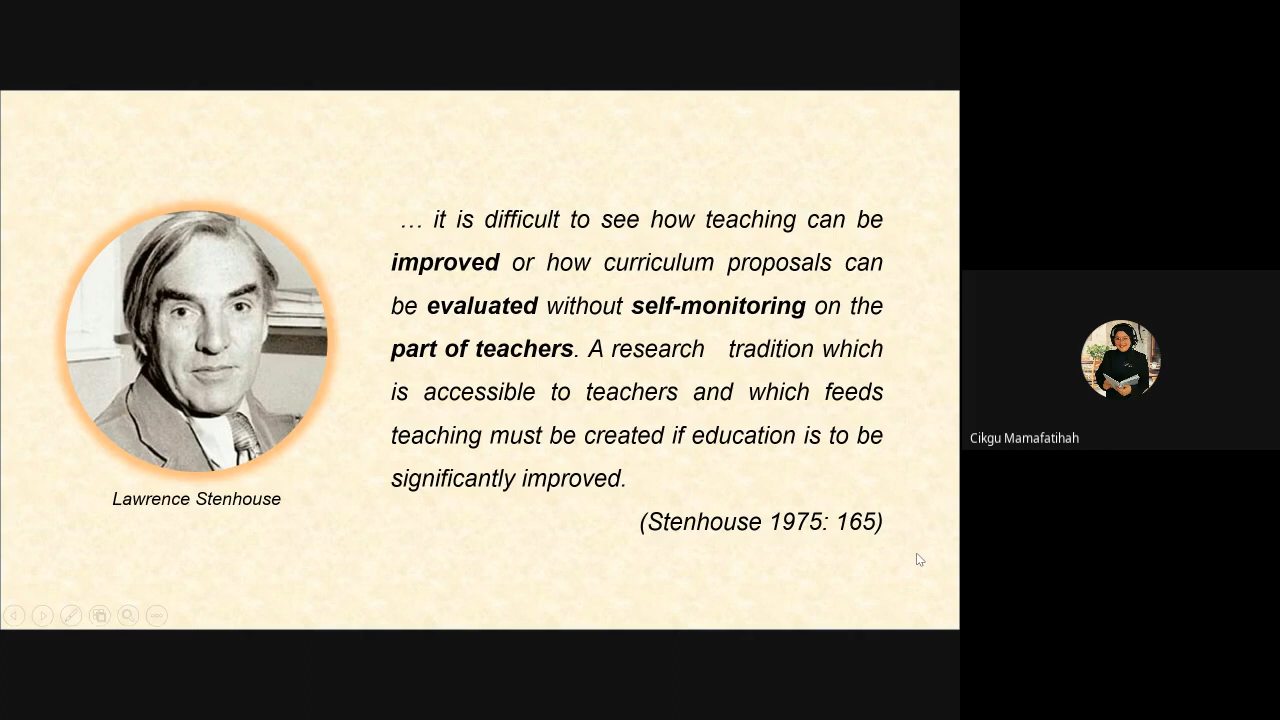 … it is difficult to see how teaching can be
improved or how curriculum proposals can
be evaluated without self-monitoring on the
part of teachers. A research tradition which
is accessible to teachers and which feeds
teaching must be created if education is to be
significantly improved.
(Stenhouse 1975: 165)
Lawrence Stenhouse
Cikgu Mamafatihah